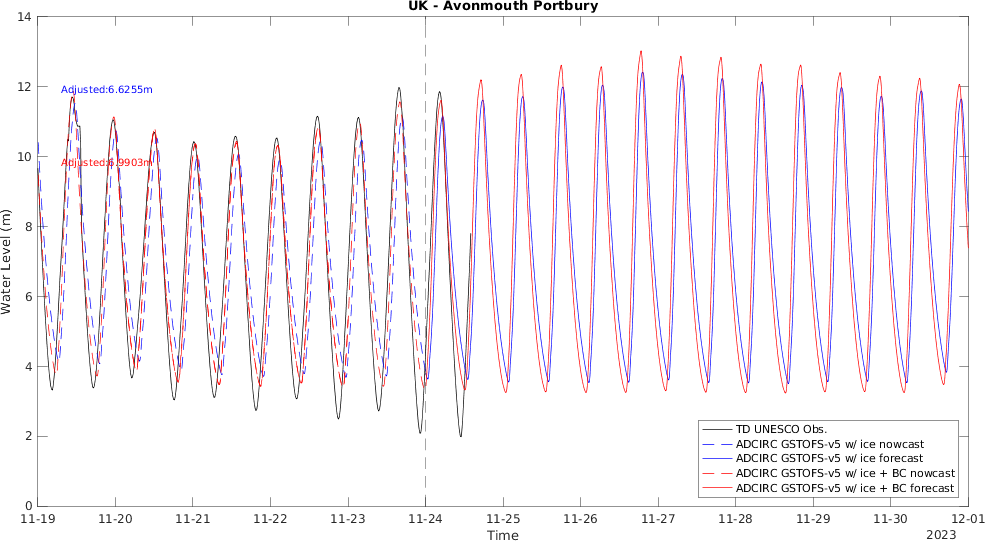 UK - Avonmouth Portbury
14
12
10
8
6
4
2
0
Water Level (m)
Adjusted:6.6255m
Adjusted:6.9903m
TD UNESCO Obs.
ADCIRC GSTOFS-v5 w/ ice nowcast
ADCIRC GSTOFS-v5 w/ ice forecast
ADCIRC GSTOFS-v5 w/ ice + BC nowcast
ADCIRC GSTOFS-v5 w/ ice + BC forecast
11-19 11-20 11-21 11-22 11-23 11-24 11-25 11-26 11-27 11-28 11-29 11-30 12-01
Time
2023